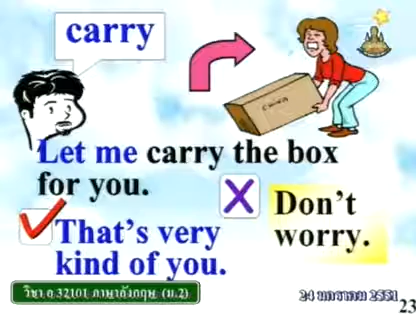 carry
Let me carry the box
for you.
That's very
kind of you.
Don't
worry.
วิชา อ 32101 ภาษาอังกฤษ (ม.2)
24 มกราคม 2551
23